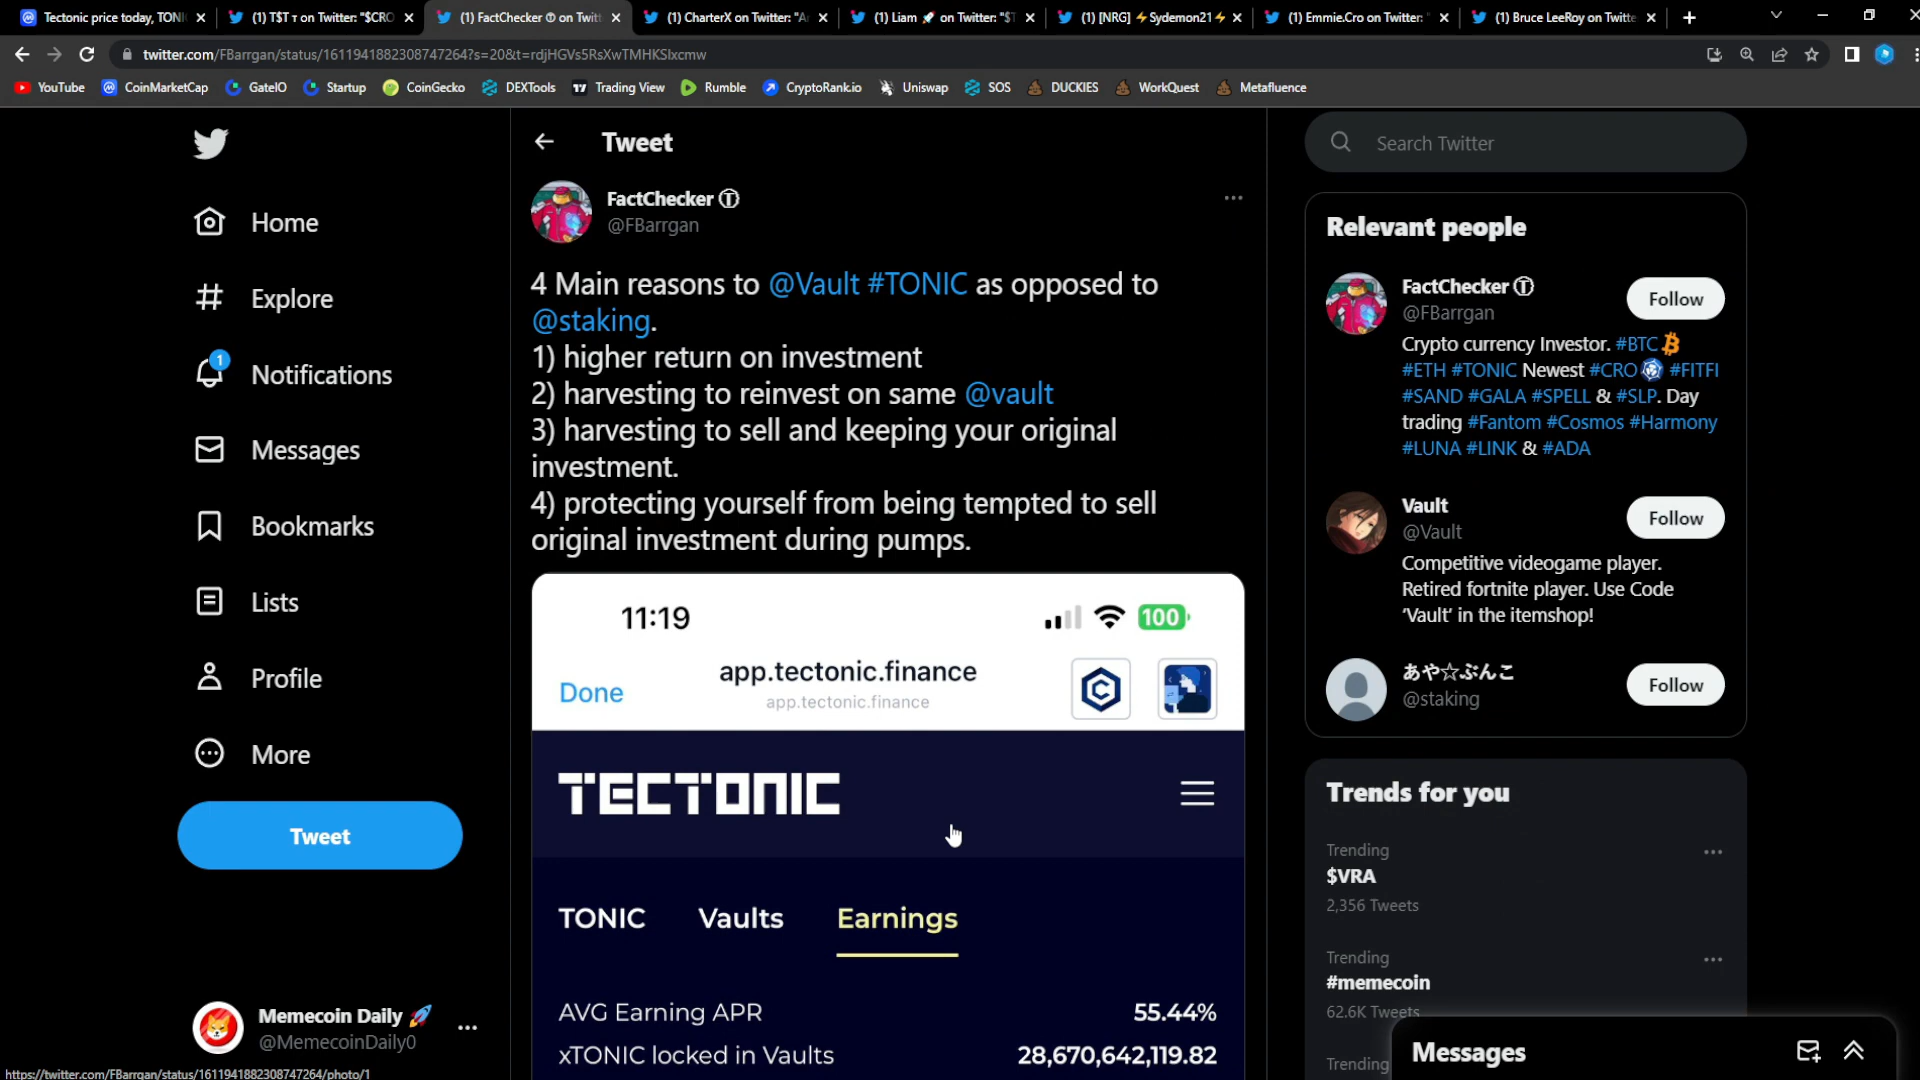 Tectonic price today, TONI
(1) T$T τ on Twitter: "$CRO
(1) FactChecker Ⓣ on Twitt
(1) CharterX on Twitter: "A
(1) Liam 🚀 on Twitter: "$T
(1) [NRG] ⚡Sydemon21⚡
(1) Emmie.Cro on Twitter: "
(1) Bruce LeeRoy on Twitte
twitter.com/FBarrgan/status/1611941882308747264?s=20&t=rdjHGVs5RsXwTMHKSlxcmw
YouTube
CoinMarketCap
GateIO
Startup
CoinGecko
DEXTools
Trading View
Rumble
CryptoRank.io
Uniswap
SOS
DUCKIES
WorkQuest
Metafluence
Home
Explore
1
Notifications
Messages
Bookmarks
Lists
Profile
More
Tweet
Memecoin Daily 🚀
@MemecoinDaily0
https://twitter.com/FBarrgan/status/1611941882308747264/photo/1
Tweet
FactChecker Ⓣ
@FBarrgan
4 Main reasons to @Vault #TONIC as opposed to
@staking.
1) higher return on investment
2) harvesting to reinvest on same @vault
3) harvesting to sell and keeping your original
investment.
4) protecting yourself from being tempted to sell
original investment during pumps.
11:19
100
Done
app.tectonic.finance
app.tectonic.finance
TECTONIC
TONIC
Vaults
Earnings
AVG Earning APR 55.44%
xTONIC locked in Vaults 28,670,642,119.82
Search Twitter
Relevant people
FactChecker Ⓣ
@FBarrgan
Follow
Crypto currency Investor. #BTC
#ETH #TONIC Newest #CRO #FITFI
#SAND #GALA #SPELL & #SLP. Day
trading #Fantom #Cosmos #Harmony
#LUNA #LINK & #ADA
Vault
@Vault
Follow
Competitive videogame player.
Retired fortnite player. Use Code
'Vault' in the itemshop!
あや☆ぶんこ
@staking
Follow
Trends for you
Trending
$VRA
2,356 Tweets
Trending
#memecoin
62.6K Tweets
Trending
Messages